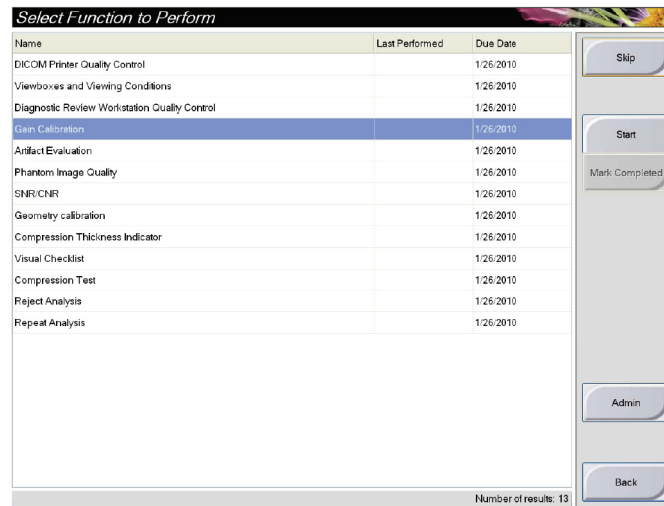 Select Function to Perform
Name Last Performed Due Date
DICOM Printer Quality Control 1/26/2010
Viewboxes and Viewing Conditions 1/26/2010
Diagnostic Review Workstation Quality Control 1/26/2010
Gain Calibration 1/26/2010
Artifact Evaluation 1/26/2010
Phantom Image Quality 1/26/2010
SNR/CNR 1/26/2010
Geometry calibration 1/26/2010
Compression Thickness Indicator 1/26/2010
Visual Checklist 1/26/2010
Compression Test 1/26/2010
Reject Analysis 1/26/2010
Repeat Analysis 1/26/2010
Number of results: 13
Skip
Start
Mark Completed
Admin
Back